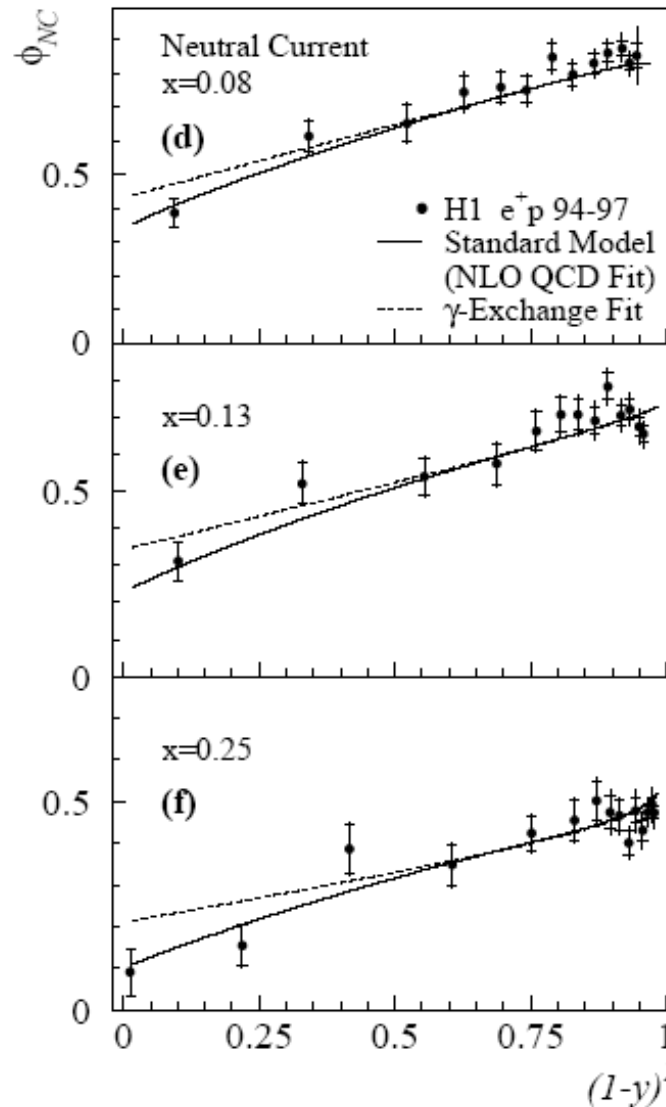 ϕNC
Neutral Current
x=0.08
(d)
0.5
H1 e+p 94-97
Standard Model
(NLO QCD Fit)
γ-Exchange Fit
0
x=0.13
0.5
(e)
0
x=0.25
0.5
(f)
0
0 0.25 0.5 0.75 1
(1-y)